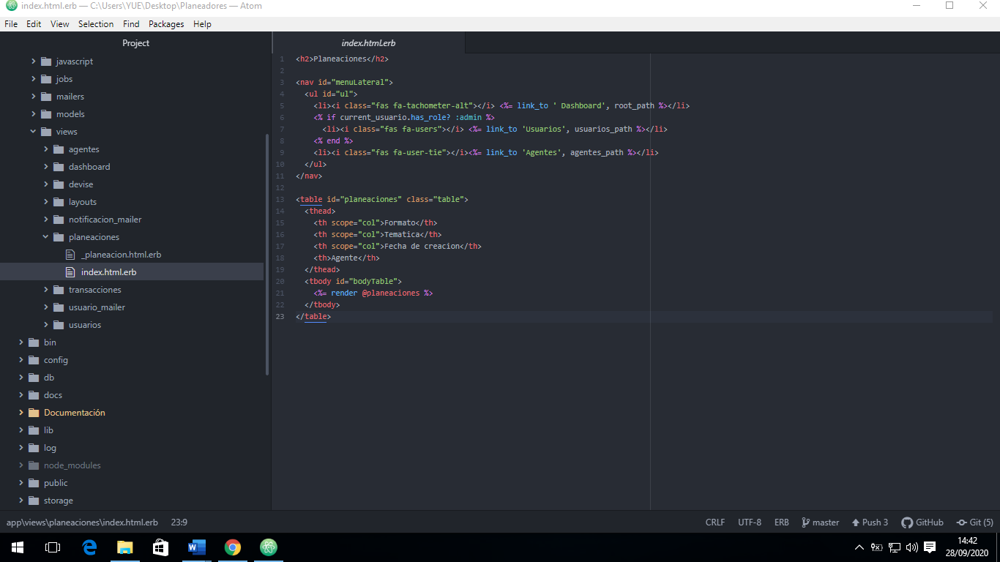 index.html.erb — C:\Users\YUE\Desktop\Planeadores — Atom
File Edit View Selection Find Packages Help
Project
javascript
jobs
mailers
models
views
agentes
dashboard
devise
layouts
notificacion_mailer
planeaciones
_planeacion.html.erb
index.html.erb
transacciones
usuario_mailer
usuarios
bin
config
db
docs
Documentación
lib
log
node_modules
public
storage
index.html.erb
1 <h2>Planeaciones</h2>
2
3 <nav id="menuLateral">
4 <ul id="ul">
5 <li><i class="fas fa-tachometer-alt"></i> <%= link_to ' Dashboard', root_path %></li>
6 <% if current_usuario.has_role? :admin %>
7 <li><i class="fas fa-users"></i> <%= link_to 'Usuarios', usuarios_path %></li>
8 <% end %>
9 <li><i class="fas fa-user-tie"></i><%= link_to 'Agentes', agentes_path %></li>
10 </ul>
11 </nav>
12
13 <table id="planeaciones" class="table">
14 <thead>
15 <th scope="col">Formato</th>
16 <th scope="col">Tematica</th>
17 <th scope="col">Fecha de creacion</th>
18 <th>Agente</th>
19 </thead>
20 <tbody id="bodyTable">
21 <%= render @planeaciones %>
22 </tbody>
23 </table>
app\views\planeaciones\index.html.erb 23:9 CRLF UTF-8 ERB master Push 3 GitHub Git (5)
14:42
28/09/2020